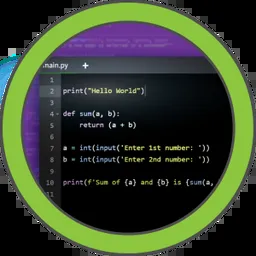 main.py +
1
2 print("Hello World")
3
4 def sum(a, b):
5 return (a + b)
6
7 a = int(input('Enter 1st number: '))
8 b = int(input('Enter 2nd number: '))
9
10 print(f'Sum of {a} and {b} is {sum(a,
11